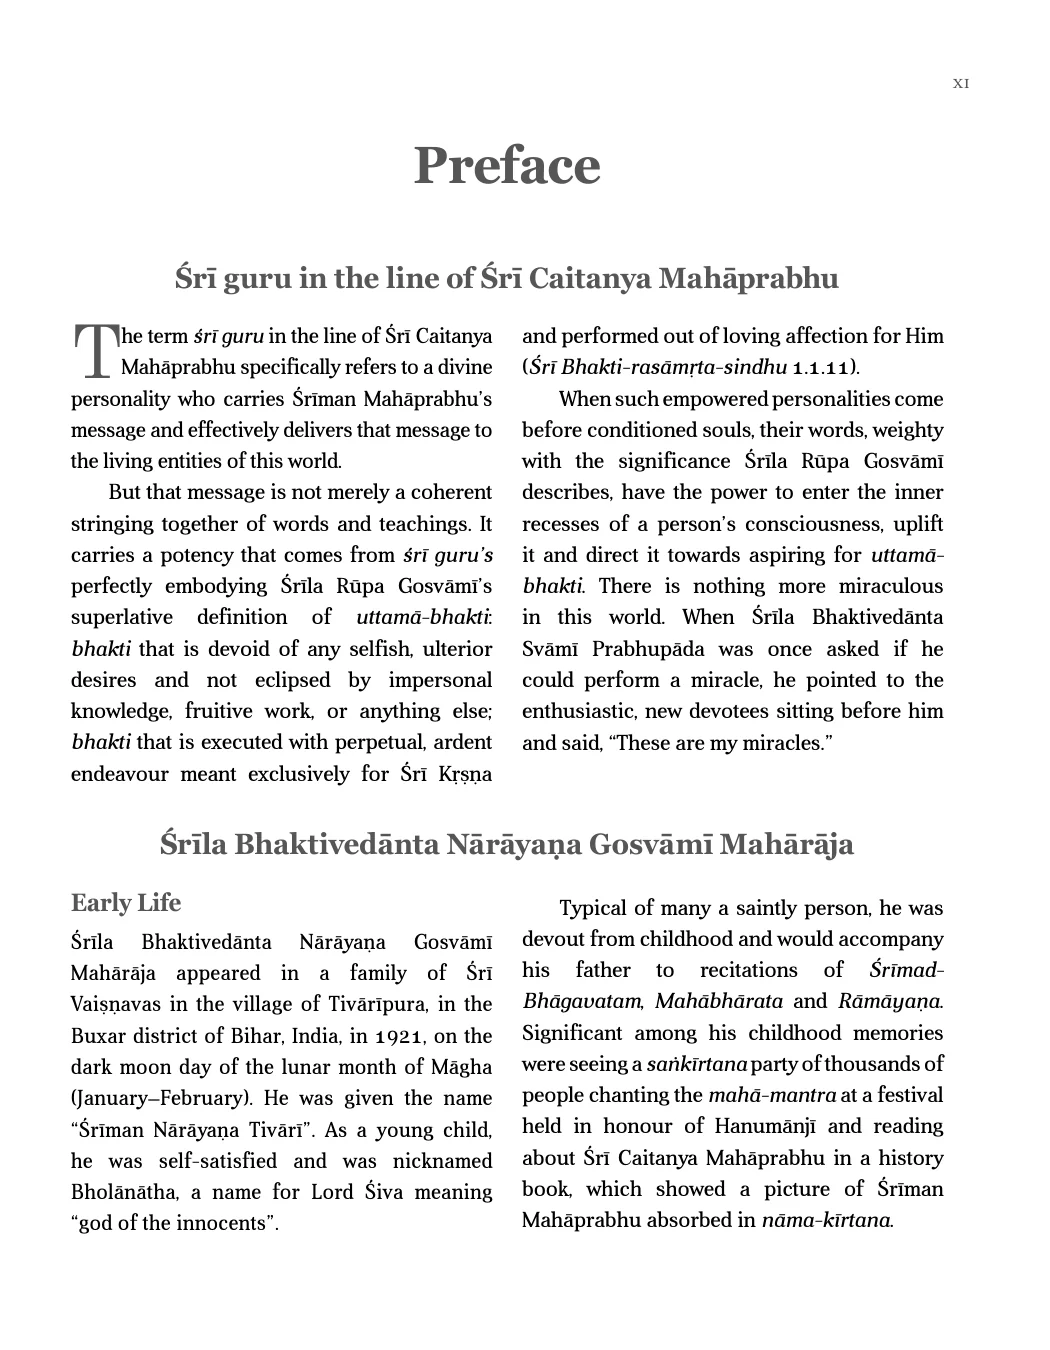 XI
Preface
Śrī guru in the line of Śrī Caitanya Mahāprabhu
The term śrī guru in the line of Śrī Caitanya
Mahāprabhu specifically refers to a divine
personality who carries Śrīman Mahāprabhu’s
message and effectively delivers that message to
the living entities of this world.
But that message is not merely a coherent
stringing together of words and teachings. It
carries a potency that comes from śrī guru’s
perfectly embodying Śrīla Rūpa Gosvāmī’s
superlative definition of uttamā-bhakti:
bhakti that is devoid of any selfish, ulterior
desires and not eclipsed by impersonal
knowledge, fruitive work, or anything else;
bhakti that is executed with perpetual, ardent
endeavour meant exclusively for Śrī Kṛṣṇa
and performed out of loving affection for Him
(Śrī Bhakti-rasāmṛta-sindhu 1.1.11).
When such empowered personalities come
before conditioned souls, their words, weighty
with the significance Śrīla Rūpa Gosvāmī
describes, have the power to enter the inner
recesses of a person’s consciousness, uplift
it and direct it towards aspiring for uttamā-
bhakti. There is nothing more miraculous
in this world. When Śrīla Bhaktivedānta
Svāmī Prabhupāda was once asked if he
could perform a miracle, he pointed to the
enthusiastic, new devotees sitting before him
and said, “These are my miracles.”
Śrīla Bhaktivedānta Nārāyaṇa Gosvāmī Mahārāja
Early Life
Śrīla Bhaktivedānta Nārāyaṇa Gosvāmī
Mahārāja appeared in a family of Śrī
Vaiṣṇavas in the village of Tivārīpura, in the
Buxar district of Bihar, India, in 1921, on the
dark moon day of the lunar month of Māgha
(January–February). He was given the name
“Śrīman Nārāyaṇa Tivārī”. As a young child,
he was self-satisfied and was nicknamed
Bholānātha, a name for Lord Śiva meaning
“god of the innocents”.
Typical of many a saintly person, he was
devout from childhood and would accompany
his father to recitations of Śrīmad-
Bhāgavatam, Mahābhārata and Rāmāyaṇa.
Significant among his childhood memories
were seeing a saṅkīrtana party of thousands of
people chanting the mahā-mantra at a festival
held in honour of Hanumānjī and reading
about Śrī Caitanya Mahāprabhu in a history
book, which showed a picture of Śrīman
Mahāprabhu absorbed in nāma-kīrtana.